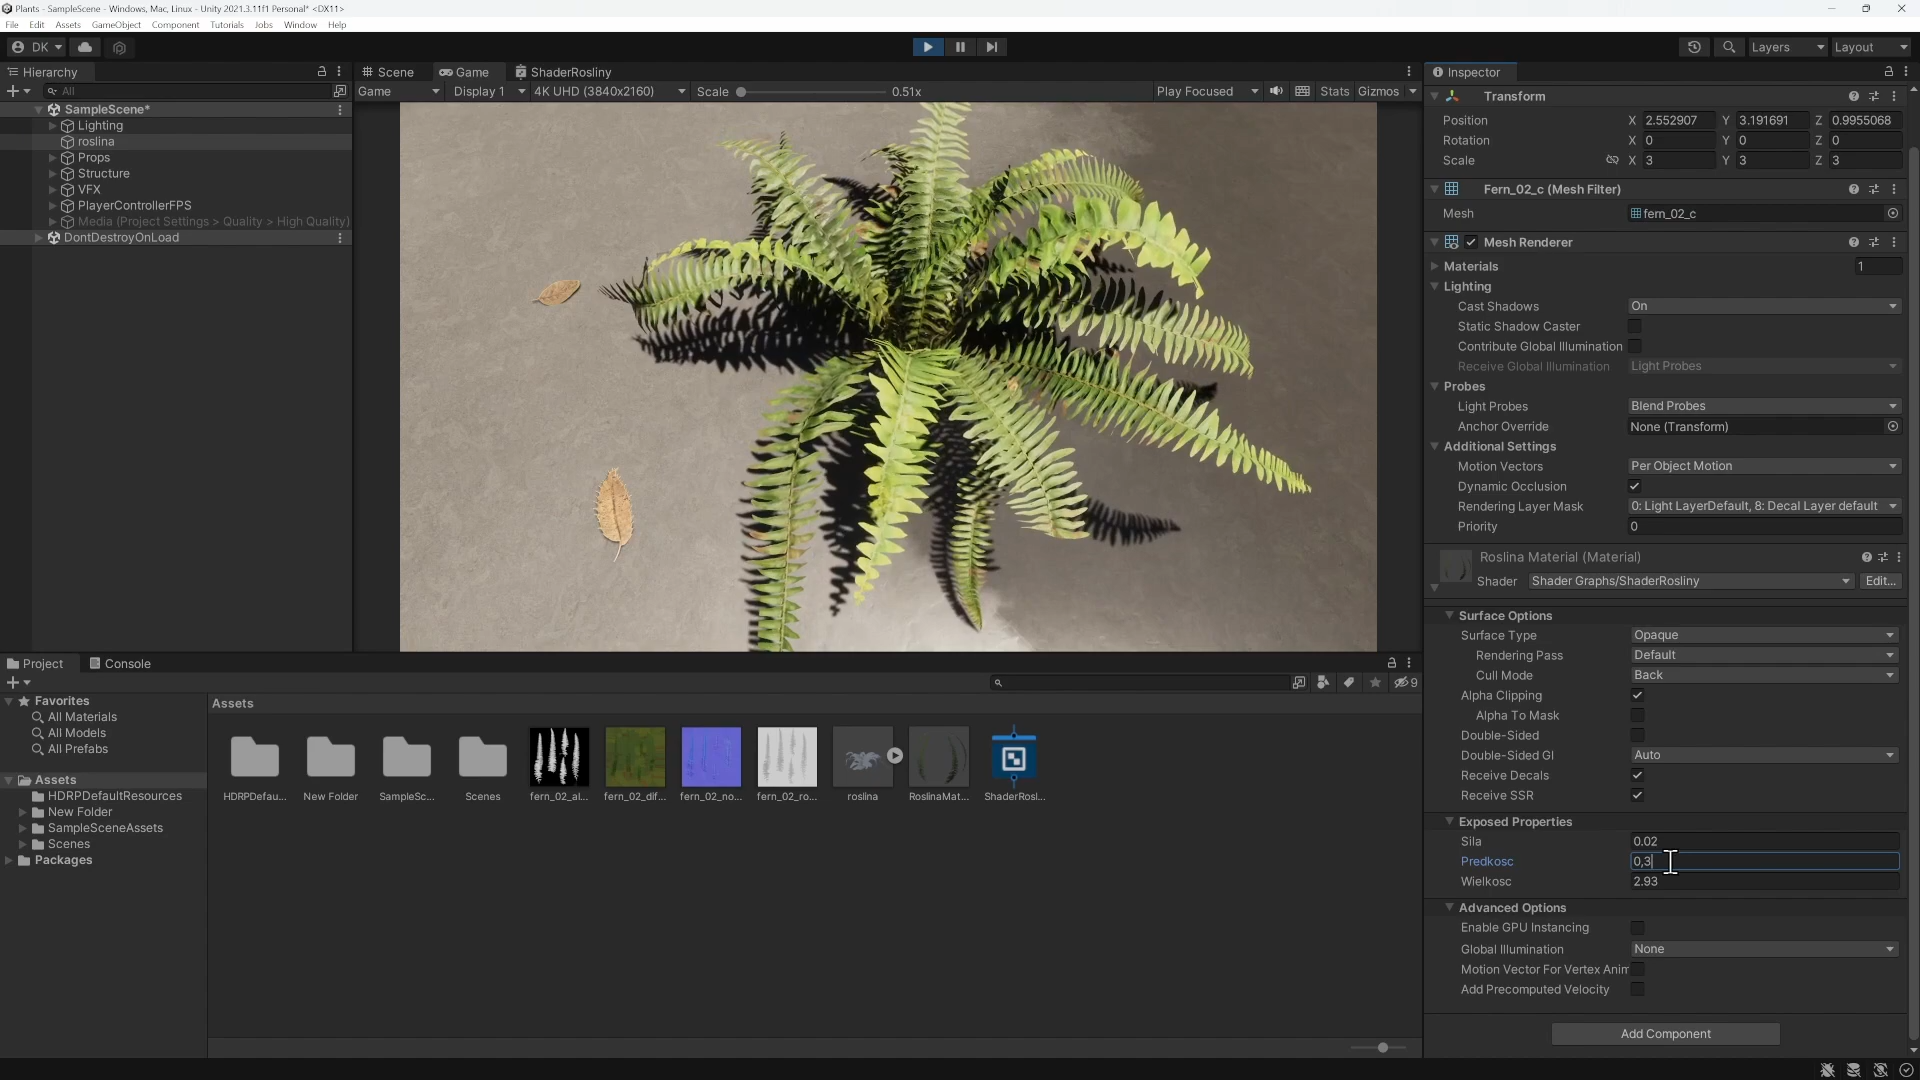 Plants - SampleScene - Windows, Mac, Linux - Unity 2021.3.11f1 Personal* <DX11>
File Edit Assets GameObject Component Tutorials Jobs Window Help
DK
Layers Layout
Hierarchy
All
SampleScene*
Lighting
roslina
Props
Structure
VFX
PlayerControllerFPS
Media (Project Settings > Quality > High Quality)
DontDestroyOnLoad
Scene Game ShaderRosliny
Game Display 1 4K UHD (3840x2160) Scale 0.51x Play Focused Stats Gizmos
Inspector
Transform
Position X 2.552907 Y 3.191691 Z 0.9955068
Rotation X 0 Y 0 Z 0
Scale X 3 Y 3 Z 3
Fern_02_c (Mesh Filter)
Mesh fern_02_c
Mesh Renderer
Materials 1
Lighting
Cast Shadows On
Static Shadow Caster
Contribute Global Illumination
Receive Global Illumination Light Probes
Probes
Light Probes Blend Probes
Anchor Override None (Transform)
Additional Settings
Motion Vectors Per Object Motion
Dynamic Occlusion
Rendering Layer Mask 0: Light LayerDefault, 8: Decal Layer default
Priority 0
Roslina Material (Material)
Shader Shader Graphs/ShaderRosliny Edit...
Surface Options
Surface Type Opaque
Rendering Pass Default
Cull Mode Back
Alpha Clipping
Alpha To Mask
Double-Sided
Double-Sided GI Auto
Receive Decals
Receive SSR
Exposed Properties
Sila 0.02
Predkosc 0,3
Wielkosc 2.93
Advanced Options
Enable GPU Instancing
Global Illumination None
Motion Vector For Vertex Anim
Add Precomputed Velocity
Add Component
Project Console
9
Favorites
All Materials
All Models
All Prefabs
Assets
HDRPDefaultResources
New Folder
SampleSceneAssets
Scenes
Packages
Assets
HDRPDefau... New Folder SampleSc... Scenes fern_02_al... fern_02_dif... fern_02_no... fern_02_ro... roslina RoslinaMat... ShaderRosl...